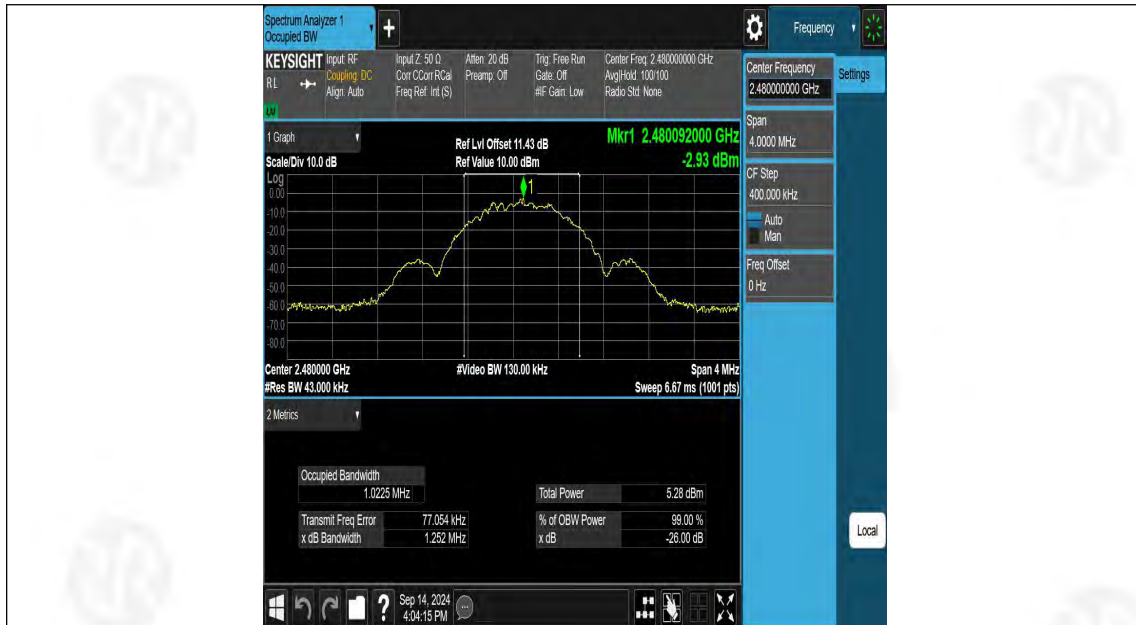 Spectrum Analyzer 1
Occupied BW
+
Frequency
KEYSIGHT
RL
Input: RF
Coupling: DC
Align: Auto
Input Z: 50 Ω
Corr CCorr RCal
Freq Ref: Int (S)
Atten: 20 dB
Preamp: Off
Trig: Free Run
Gate: Off
#IF Gain: Low
Center Freq: 2.480000000 GHz
Avg|Hold: 100/100
Radio Std: None
Center Frequency
2.480000000 GHz
Settings
Span
4.0000 MHz
CF Step
400.000 kHz
Auto
Man
Freq Offset
0 Hz
Local
1 Graph
Scale/Div 10.0 dB
Ref Lvl Offset 11.43 dB
Ref Value 10.00 dBm
Mkr1 2.480092000 GHz
-2.93 dBm
Log
1
0.00
-10.0
-20.0
-30.0
-40.0
-50.0
-60.0
-70.0
-80.0
Center 2.480000 GHz
#Video BW 130.00 kHz
Span 4 MHz
#Res BW 43.000 kHz
Sweep 6.67 ms (1001 pts)
2 Metrics
Occupied Bandwidth
1.0225 MHz
Total Power 5.28 dBm
Transmit Freq Error 77.054 kHz
% of OBW Power 99.00 %
x dB Bandwidth 1.252 MHz
x dB -26.00 dB
?
Sep 14, 2024
4:04:15 PM